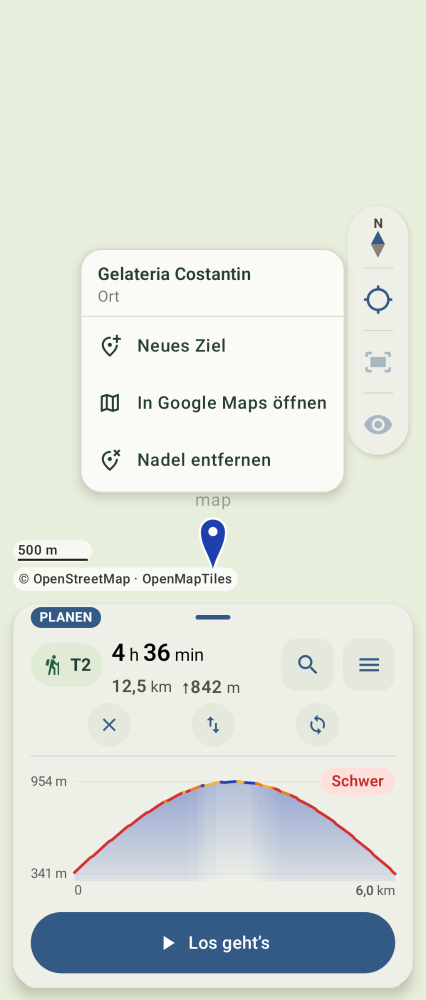 N
Gelateria Costantin
Ort
Neues Ziel
In Google Maps öffnen
Nadel entfernen
map
500 m
© OpenStreetMap · OpenMapTiles
PLANEN
T2
4 h 36 min
12,5 km ↑842 m
954 m
Schwer
341 m
0
6,0 km
Los geht's